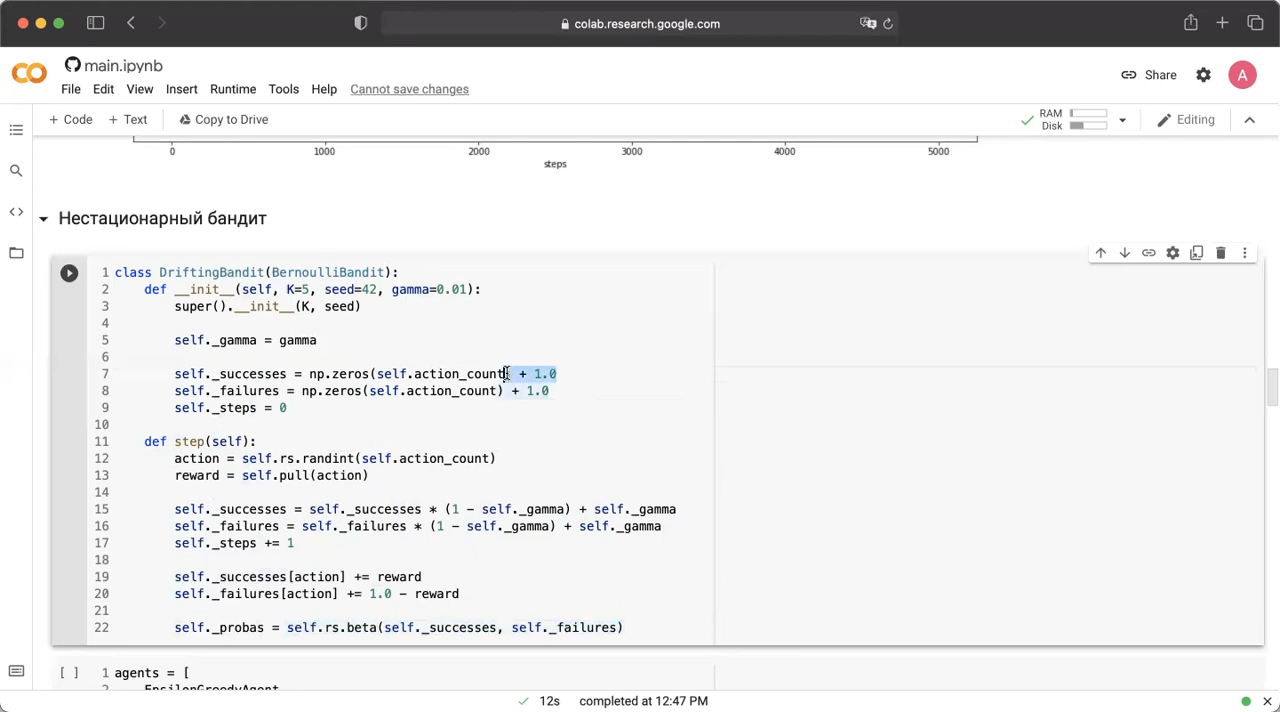 colab.research.google.com
main.ipynb
File Edit View Insert Runtime Tools Help Cannot save changes
Share
A
+ Code + Text Copy to Drive
RAM
Disk
Editing
0 1000 2000 3000 4000 5000
steps
Нестационарный бандит
1 class DriftingBandit(BernoulliBandit):
2 def __init__(self, K=5, seed=42, gamma=0.01):
3 super().__init__(K, seed)
4
5 self._gamma = gamma
6
7 self._successes = np.zeros(self.action_count) + 1.0
8 self._failures = np.zeros(self.action_count) + 1.0
9 self._steps = 0
10
11 def step(self):
12 action = self.rs.randint(self.action_count)
13 reward = self.pull(action)
14
15 self._successes = self._successes * (1 - self._gamma) + self._gamma
16 self._failures = self._failures * (1 - self._gamma) + self._gamma
17 self._steps += 1
18
19 self._successes[action] += reward
20 self._failures[action] += 1.0 - reward
21
22 self._probas = self.rs.beta(self._successes, self._failures)
[ ] 1 agents = [
2 EpsilonGreedyAgent
12s completed at 12:47 PM